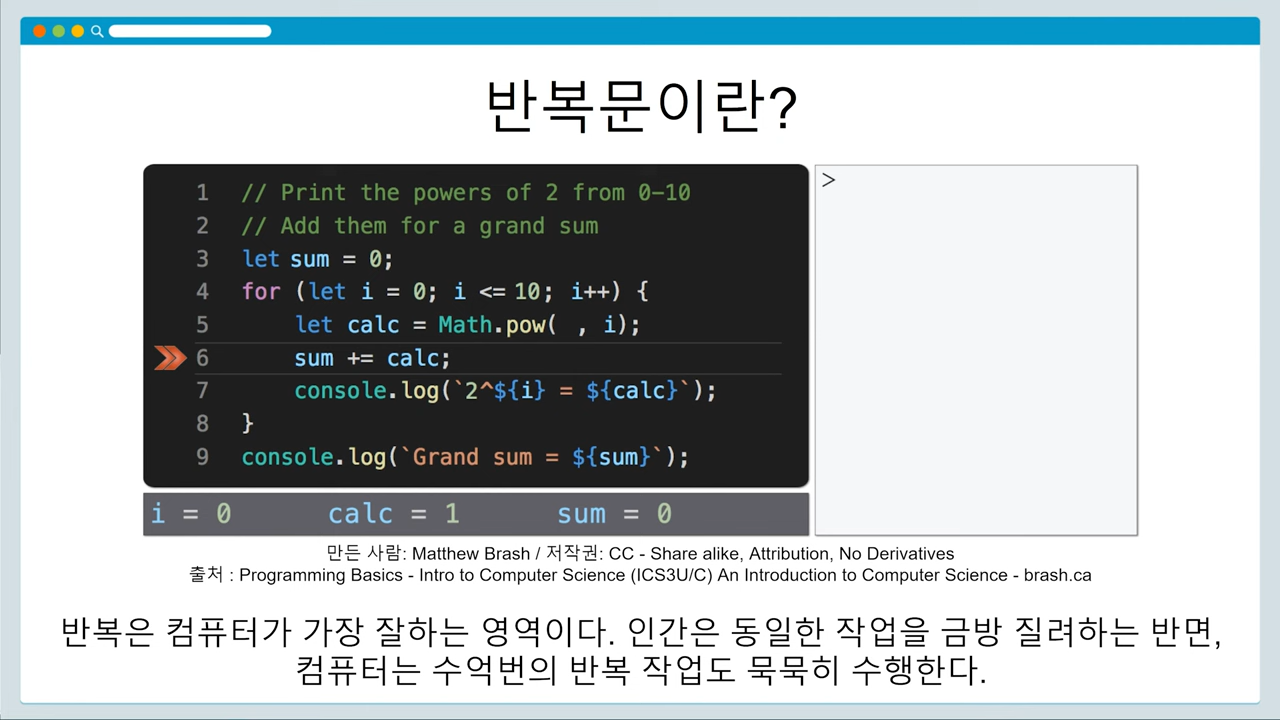 반복문이란?
1 // Print the powers of 2 from 0-10
2 // Add them for a grand sum
3 let sum = 0;
4 for (let i = 0; i <= 10; i++) {
5 let calc = Math.pow( , i);
6 sum += calc;
7 console.log(`2^${i} = ${calc}`);
8 }
9 console.log(`Grand sum = ${sum}`);
>
i = 0 calc = 1 sum = 0
만든 사람: Matthew Brash / 저작권: CC - Share alike, Attribution, No Derivatives
출처 : Programming Basics - Intro to Computer Science (ICS3U/C) An Introduction to Computer Science - brash.ca
반복은 컴퓨터가 가장 잘하는 영역이다. 인간은 동일한 작업을 금방 질려하는 반면,
컴퓨터는 수억번의 반복 작업도 묵묵히 수행한다.